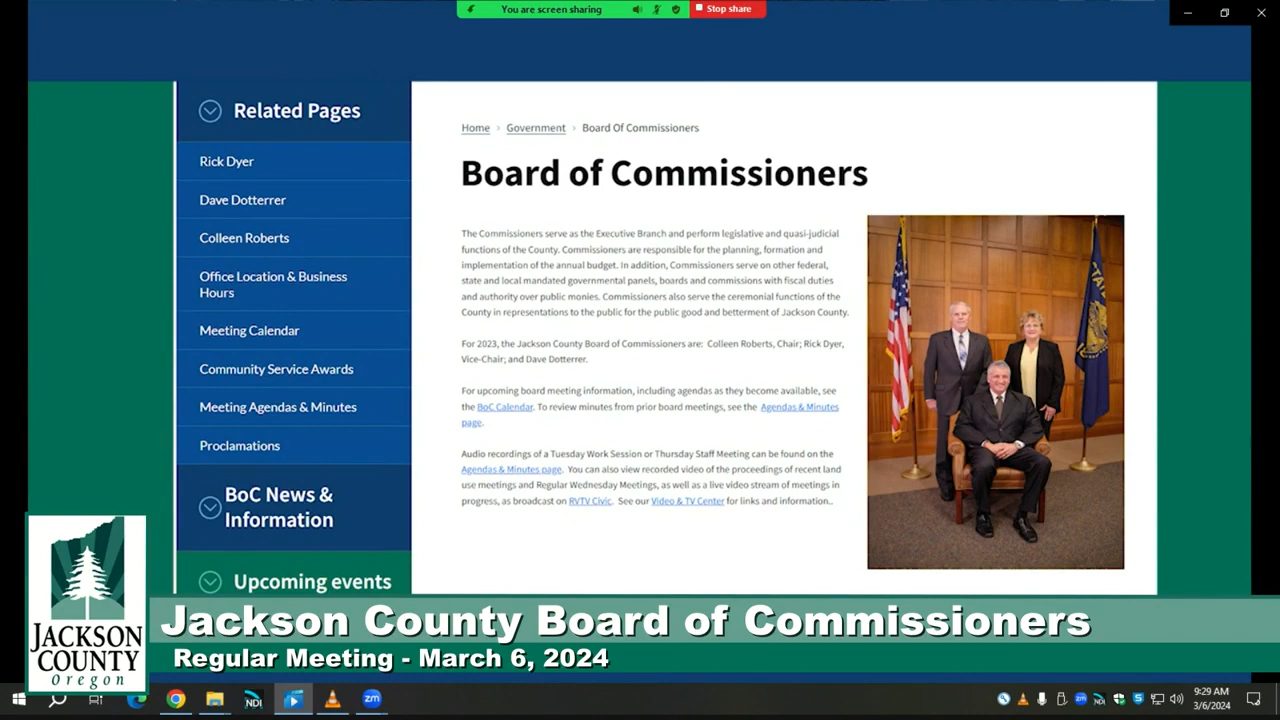 You are screen sharing
Stop share
Related Pages
Rick Dyer
Dave Dotterrer
Colleen Roberts
Office Location & Business
Hours
Meeting Calendar
Community Service Awards
Meeting Agendas & Minutes
Proclamations
BoC News &
Information
Upcoming events
Home › Government › Board Of Commissioners
Board of Commissioners
The Commissioners serve as the Executive Branch and perform legislative and quasi-judicial
functions of the County. Commissioners are responsible for the planning, formation and
implementation of the annual budget. In addition, Commissioners serve on other federal,
state and local mandated governmental panels, boards and commissions with fiscal duties
and authority over public monies. Commissioners also serve the ceremonial functions of the
County in representations to the public for the public good and betterment of Jackson County.
For 2023, the Jackson County Board of Commissioners are: Colleen Roberts, Chair; Rick Dyer,
Vice-Chair; and Dave Dotterrer.
For upcoming board meeting information, including agendas as they become available, see
the BoC Calendar. To review minutes from prior board meetings, see the Agendas & Minutes
page.
Audio recordings of a Tuesday Work Session or Thursday Staff Meeting can be found on the
Agendas & Minutes page. You can also view recorded video of the proceedings of recent land
use meetings and Regular Wednesday Meetings, as well as a live video stream of meetings in
progress, as broadcast on RVTV Civic. See our Video & TV Center for links and information..
JACKSON
COUNTY
Oregon
Jackson County Board of Commissioners
Regular Meeting - March 6, 2024
NDI
zm
zm
9:29 AM
3/6/2024